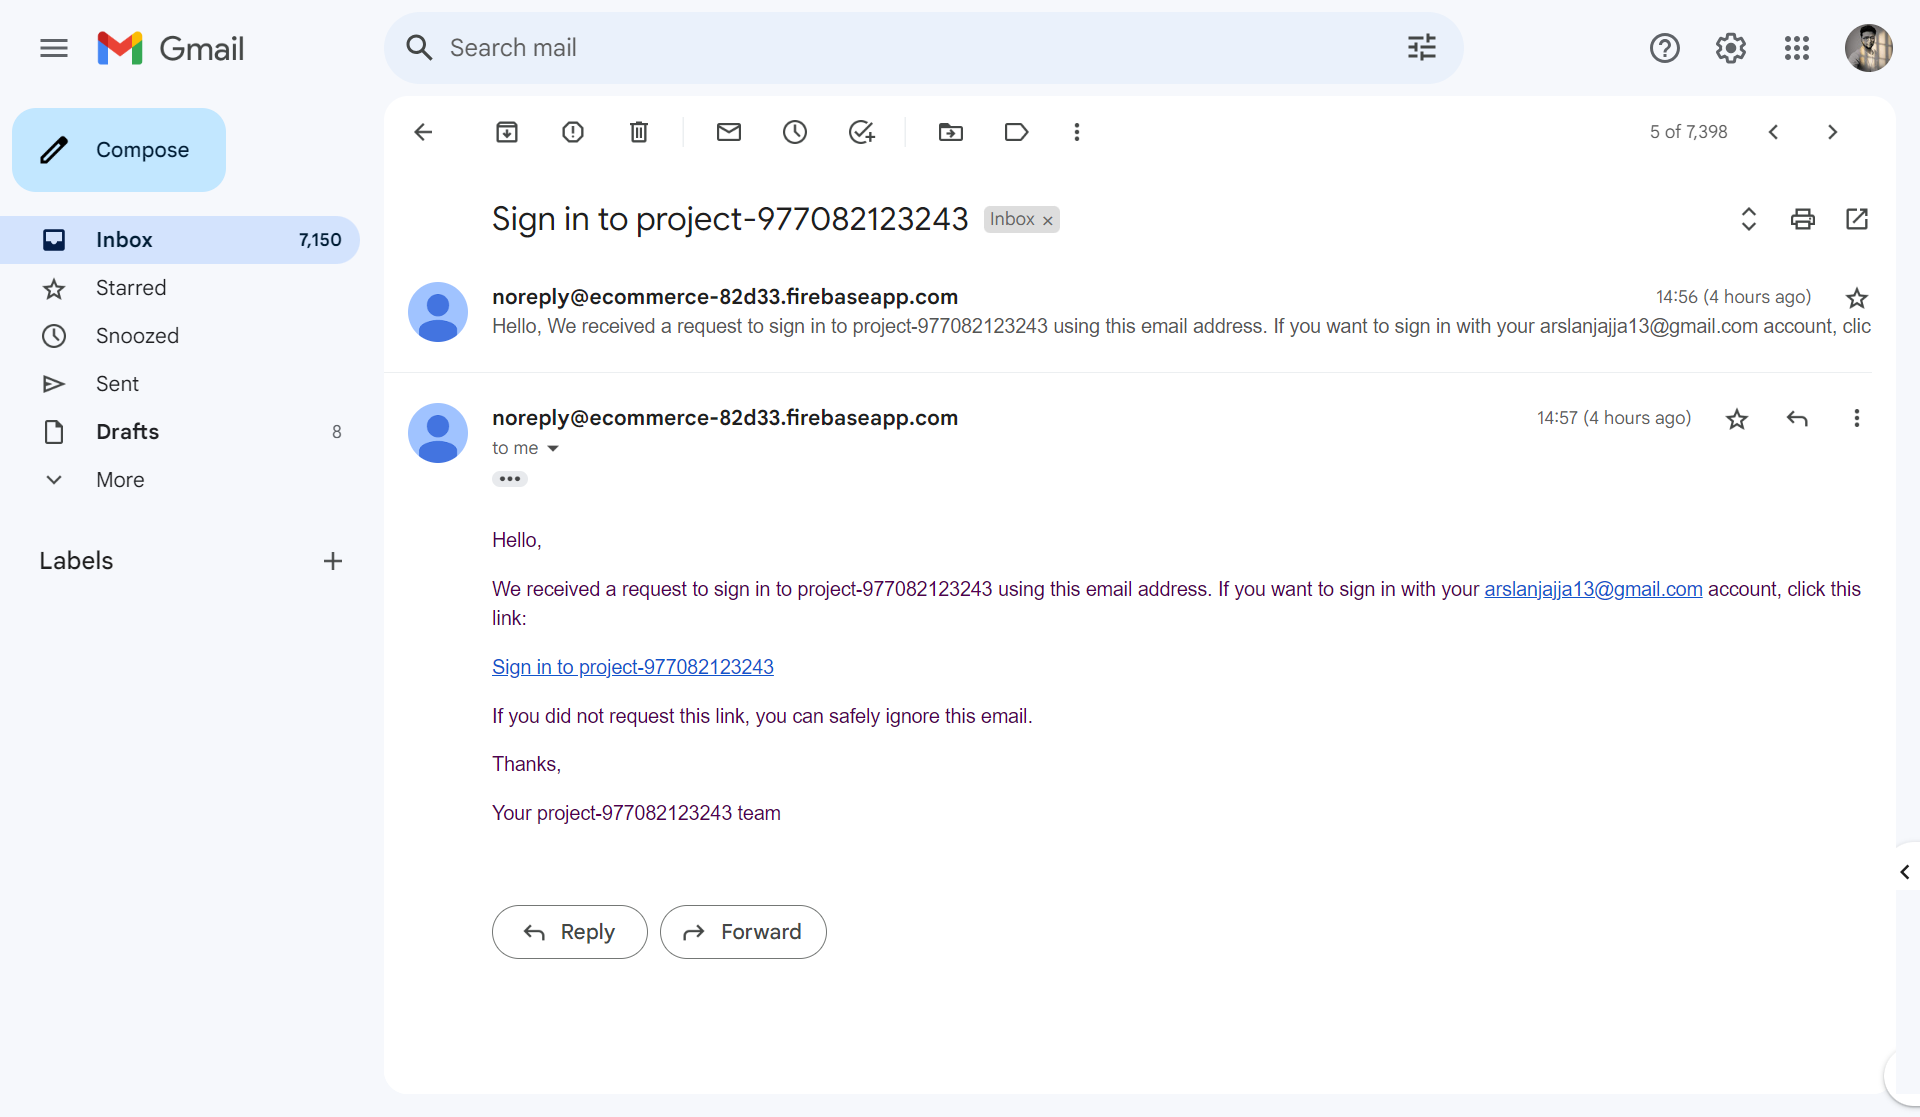 Gmail
Search mail
Compose
Inbox 7,150
Starred
Snoozed
Sent
Drafts 8
More
Labels
5 of 7,398
Sign in to project-977082123243 Inbox
noreply@ecommerce-82d33.firebaseapp.com 14:56 (4 hours ago)
Hello, We received a request to sign in to project-977082123243 using this email address. If you want to sign in with your arslanjajja13@gmail.com account, clic
noreply@ecommerce-82d33.firebaseapp.com 14:57 (4 hours ago)
to me
Hello,
We received a request to sign in to project-977082123243 using this email address. If you want to sign in with your arslanjajja13@gmail.com account, click this
link:
Sign in to project-977082123243
If you did not request this link, you can safely ignore this email.
Thanks,
Your project-977082123243 team
Reply Forward